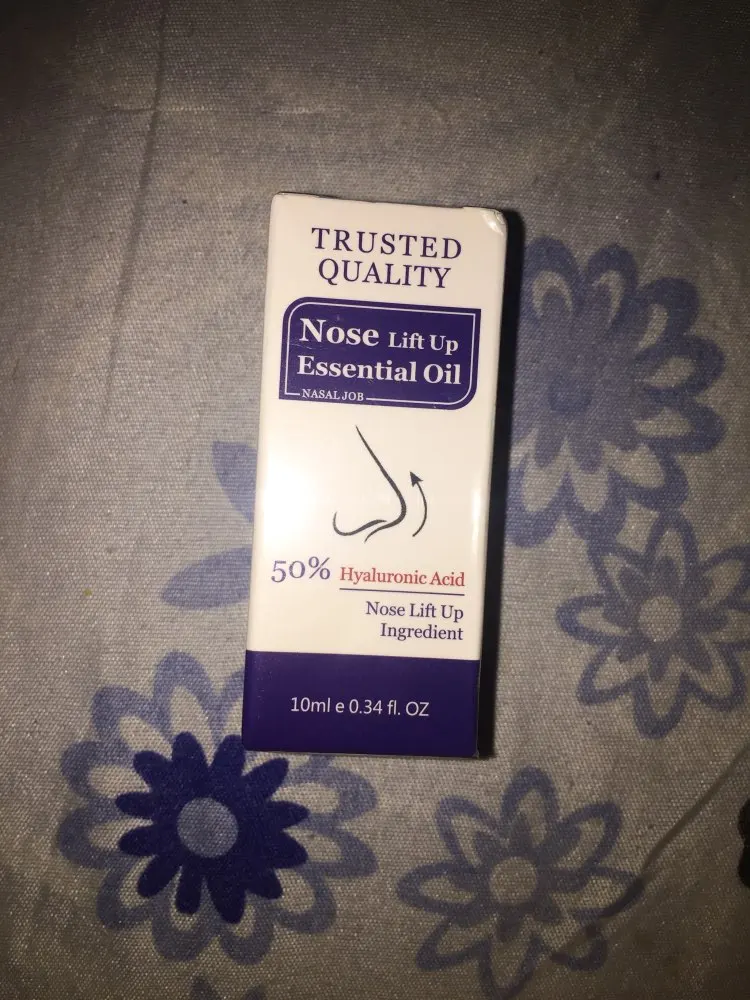 TRUSTED
QUALITY
Nose Lift Up
Essential Oil
NASAL JOB
50% Hyaluronic Acid
Nose Lift Up
Ingredient
10ml e 0.34 fl. OZ